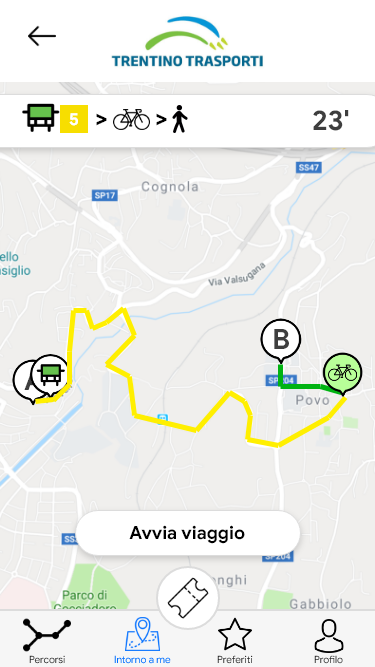 TRENTINO TRASPORTI
5 > > 23'
SS47
SP17
Cognola
ello
siglio
Via Valsugana
A
B
SP204
Povo
Avvia viaggio
SS
SP204
Parco di
Gocciadoro
nghi
Gabbiolo
Percorsi
Intorno a me
Preferiti
Profilo